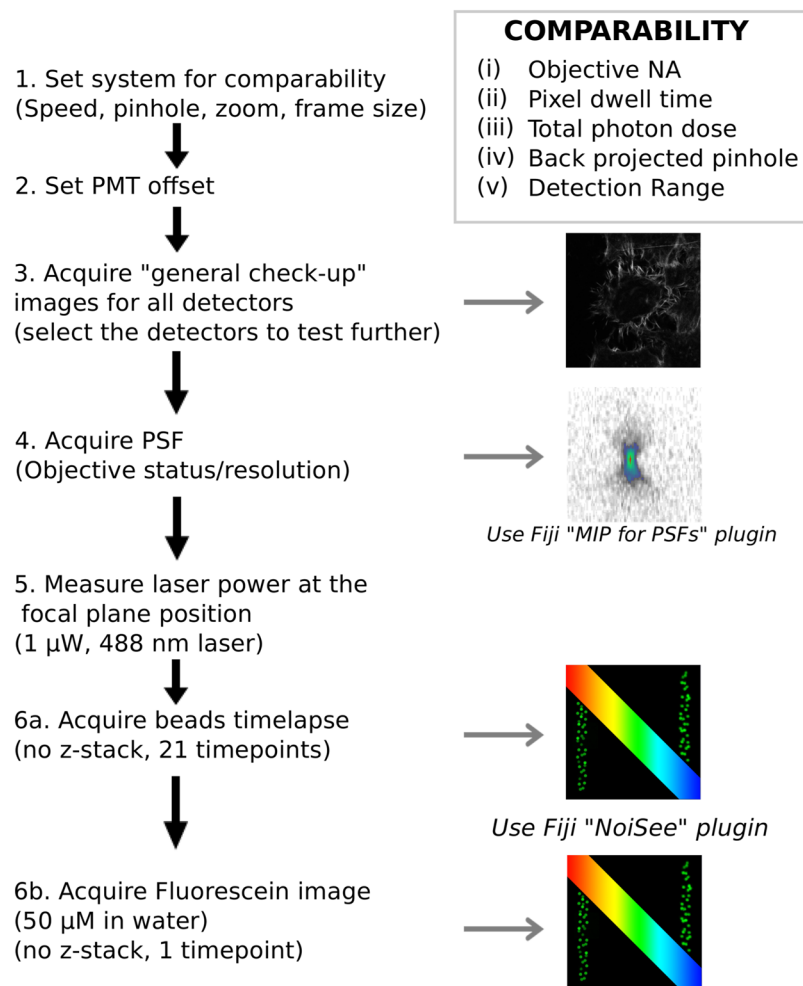 COMPARABILITY
(i) Objective NA
(ii) Pixel dwell time
(iii) Total photon dose
(iv) Back projected pinhole
(v) Detection Range
1. Set system for comparability
(Speed, pinhole, zoom, frame size)
2. Set PMT offset
3. Acquire "general check-up"
images for all detectors
(select the detectors to test further)
4. Acquire PSF
(Objective status/resolution)
Use Fiji "MIP for PSFs" plugin
5. Measure laser power at the
focal plane position
(1 µW, 488 nm laser)
6a. Acquire beads timelapse
(no z-stack, 21 timepoints)
Use Fiji "NoiSee" plugin
6b. Acquire Fluorescein image
(50 µM in water)
(no z-stack, 1 timepoint)